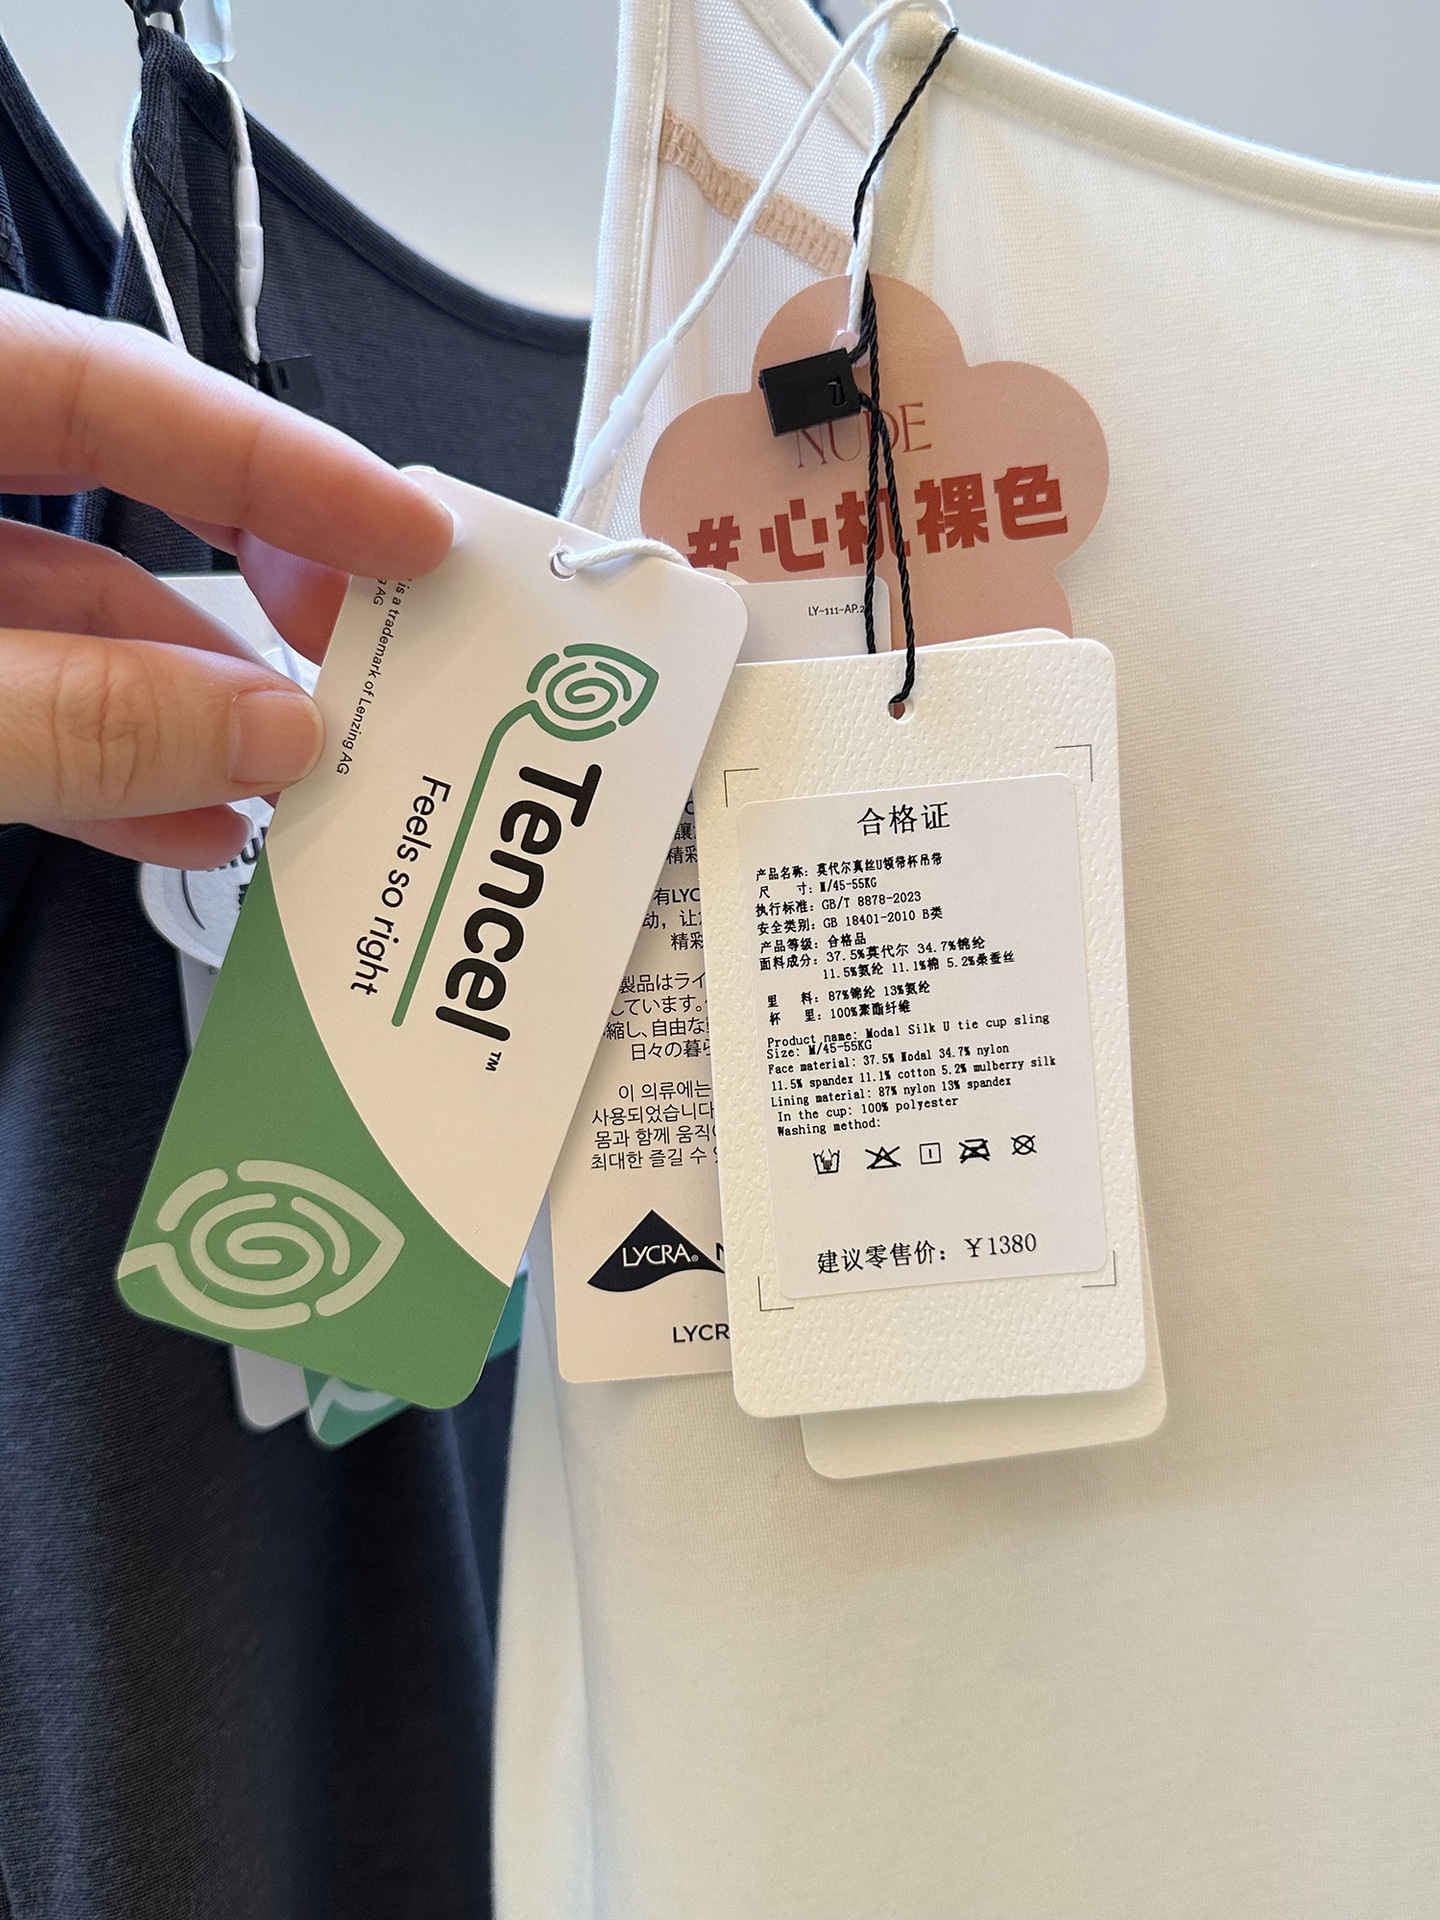 NUDE
#心机裸色
LY-111-AP.2
is a trademark of Lenzing AG
AG
Tencel™
Feels so right
讓
精彩
有LYC
动，让
精彩
製品はライ
しています。
縮し、自由な
日々の暮ら
이 의류에는
사용되었습니다
몸과 함께 움직
최대한 즐길 수
LYCRA®
LYCR
合格证
产品名称：莫代尔真丝U领带杯吊带
尺 寸：M/45-55KG
执行标准：GB/T 8878-2023
安全类别：GB 18401-2010 B类
产品等级：合格品
面料成分：37.5%莫代尔 34.7%锦纶
11.5%氨纶 11.1%棉 5.2%桑蚕丝
里 料：87%锦纶 13%氨纶
杯 里：100%聚酯纤维
Product name: Modal Silk U tie cup sling
Size: M/45-55KG
Face material: 37.5% Modal 34.7% nylon
11.5% spandex 11.1% cotton 5.2% mulberry silk
Lining material: 87% nylon 13% spandex
In the cup: 100% polyester
Washing method:
建议零售价：￥1380